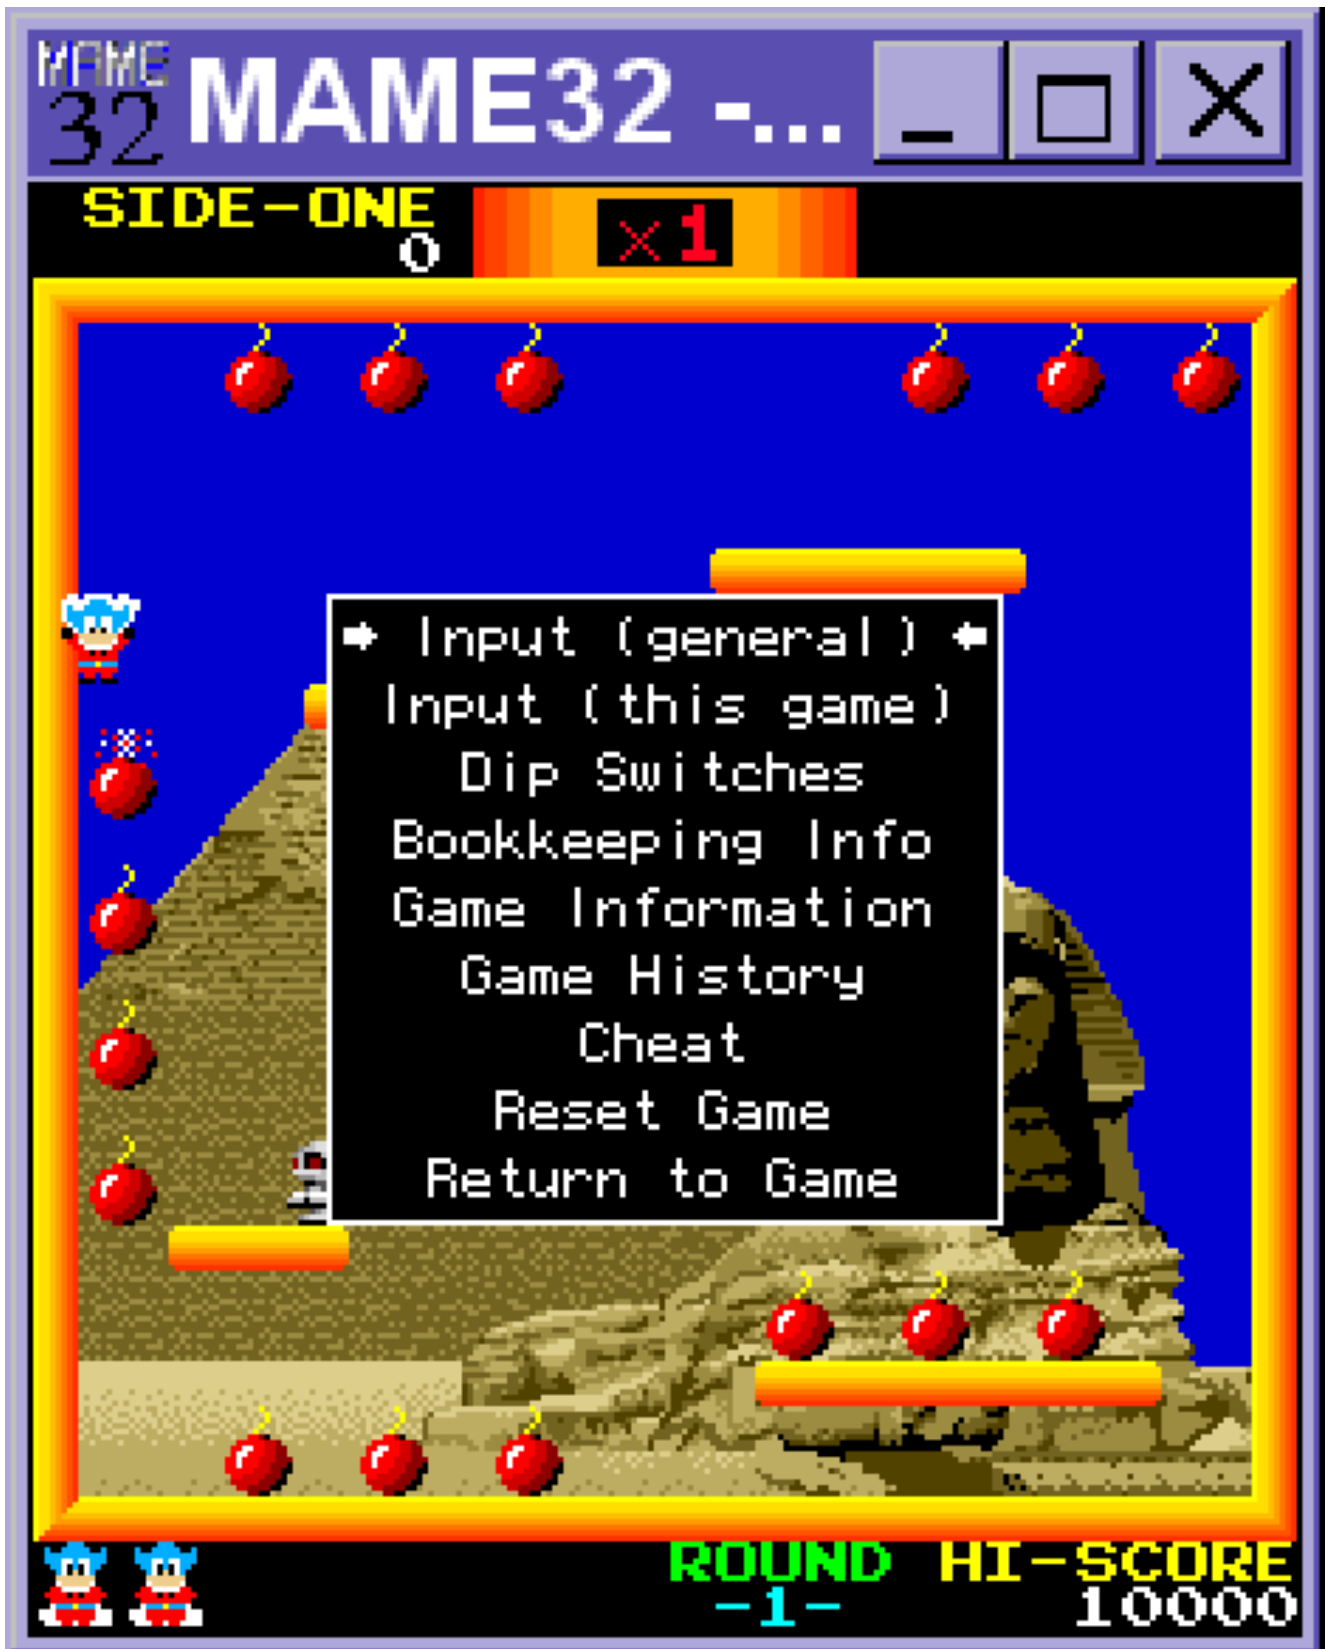 MAME
32
MAME32 -...
SIDE-ONE
0
×1
Input (general)
Input (this game)
Dip Switches
Bookkeeping Info
Game Information
Game History
Cheat
Reset Game
Return to Game
ROUND HI-SCORE
-1- 10000